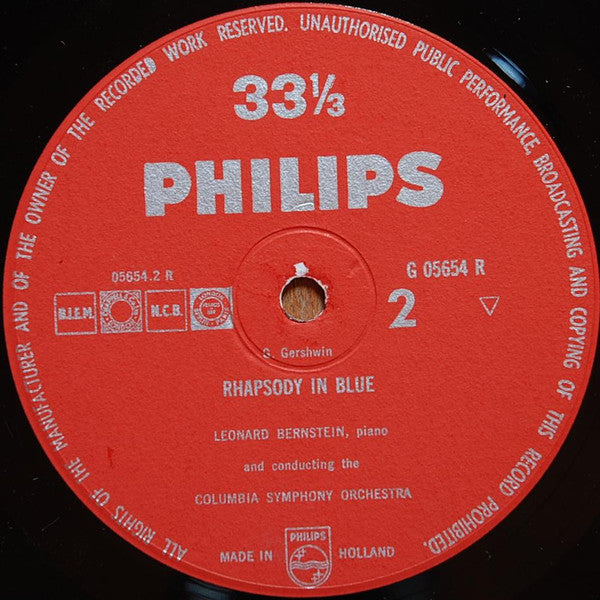 ALL RIGHTS OF THE MANUFACTURER AND OF THE OWNER OF THE RECORDED WORK RESERVED. UNAUTHORISED PUBLIC PERFORMANCE, BROADCASTING AND COPYING OF THIS RECORD PROHIBITED.
33⅓
PHILIPS
05654.2 R
G 05654 R
B.I.E.M.
N.C.B.
2
G. Gershwin
RHAPSODY IN BLUE
LEONARD BERNSTEIN, piano
and conducting the
COLUMBIA SYMPHONY ORCHESTRA
PHILIPS
MADE IN HOLLAND